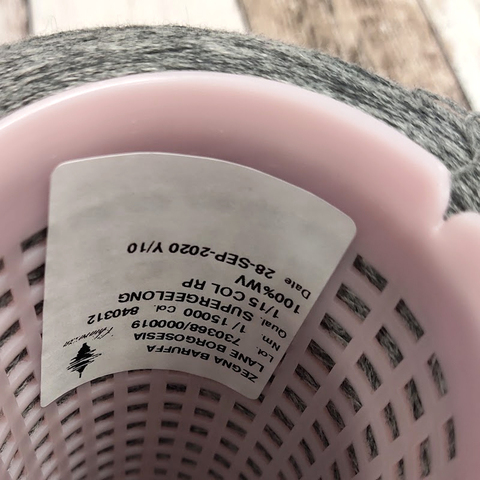 ZEGNA BARUFFA
LANE BORGOSESIA
Lot. 730368/000019
Nm. 1/ 15000 Col. 840312
Qual. SUPERGEELONG
1/15 COL RP
100%WV
Date 28-SEP-2020 Y/10